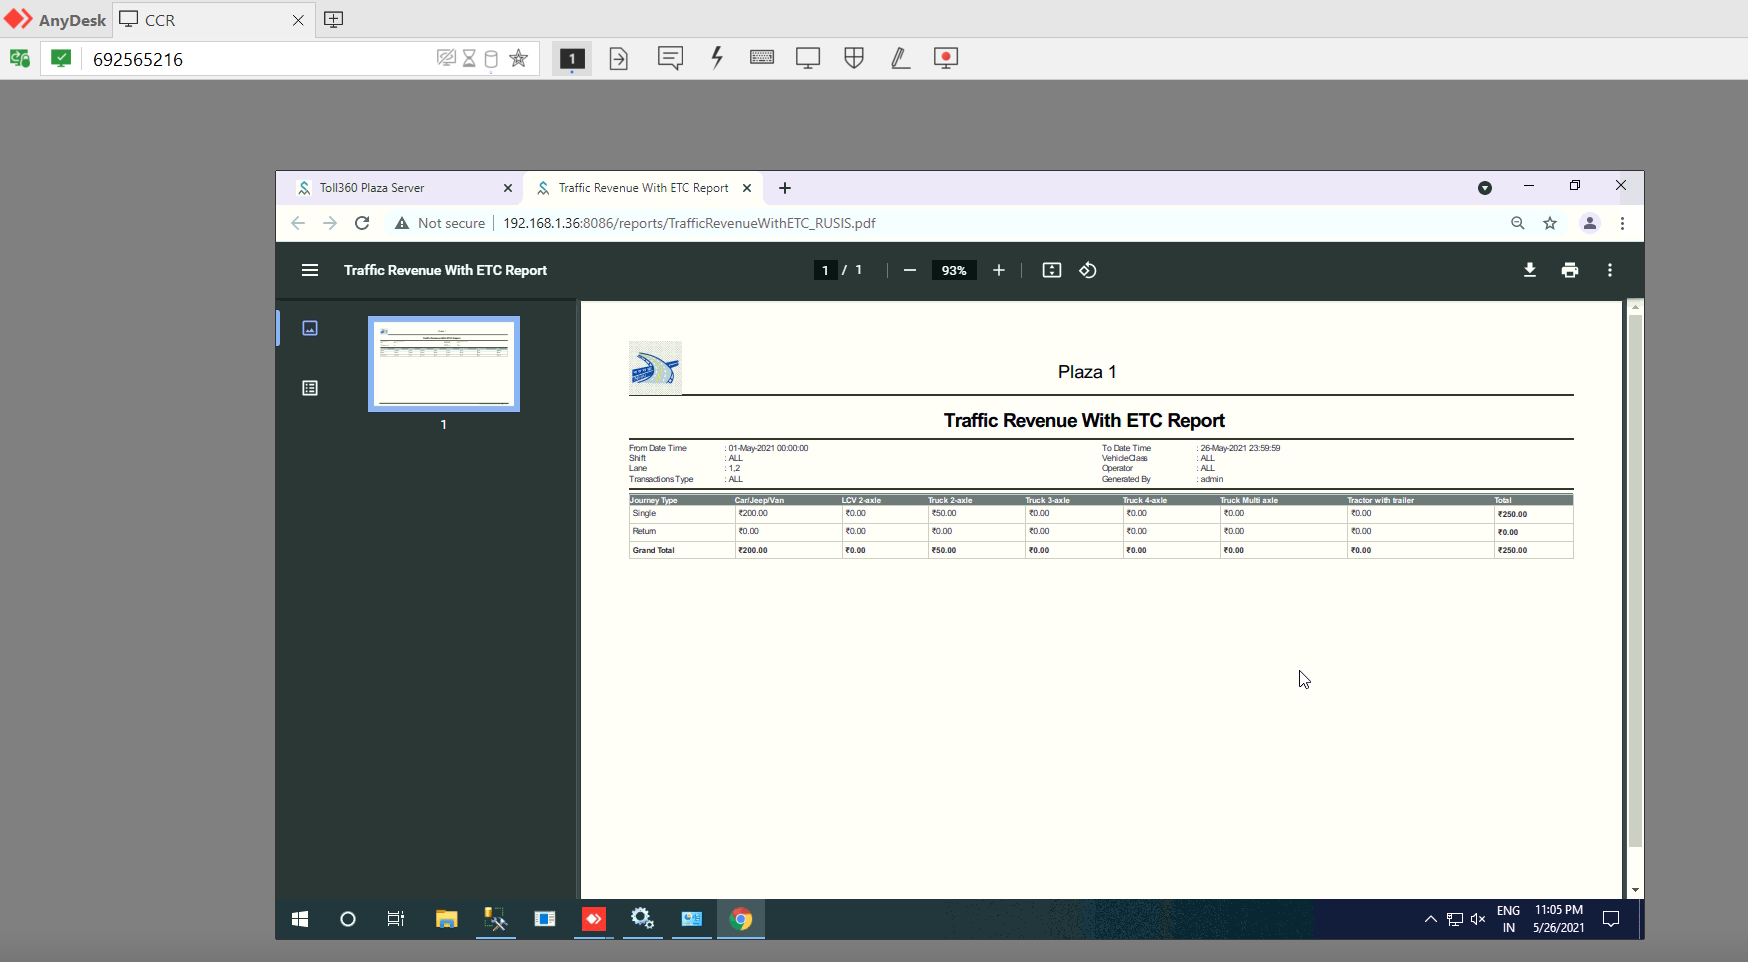 AnyDesk CCR
692565216 1
Toll360 Plaza Server Traffic Revenue With ETC Report
Not secure 192.168.1.36:8086/reports/TrafficRevenueWithETC_RUSIS.pdf
Traffic Revenue With ETC Report 1 / 1 93%
1
Plaza 1
Traffic Revenue With ETC Report
From Date Time : 01-May-2021 00:00:00 To Date Time : 26-May-2021 23:59:59
Shift : ALL VehicleClass : ALL
Lane : 1,2 Operator : ALL
Transactions Type : ALL Generated By : admin
Journey Type Car/Jeep/Van LCV 2-axle Truck 2-axle Truck 3-axle Truck 4-axle Truck Multi axle Tractor with trailer Total
Single ₹200.00 ₹0.00 ₹50.00 ₹0.00 ₹0.00 ₹0.00 ₹0.00 ₹250.00
Return ₹0.00 ₹0.00 ₹0.00 ₹0.00 ₹0.00 ₹0.00 ₹0.00 ₹0.00
Grand Total ₹200.00 ₹0.00 ₹50.00 ₹0.00 ₹0.00 ₹0.00 ₹0.00 ₹250.00
ENG 11:05 PM
IN 5/26/2021